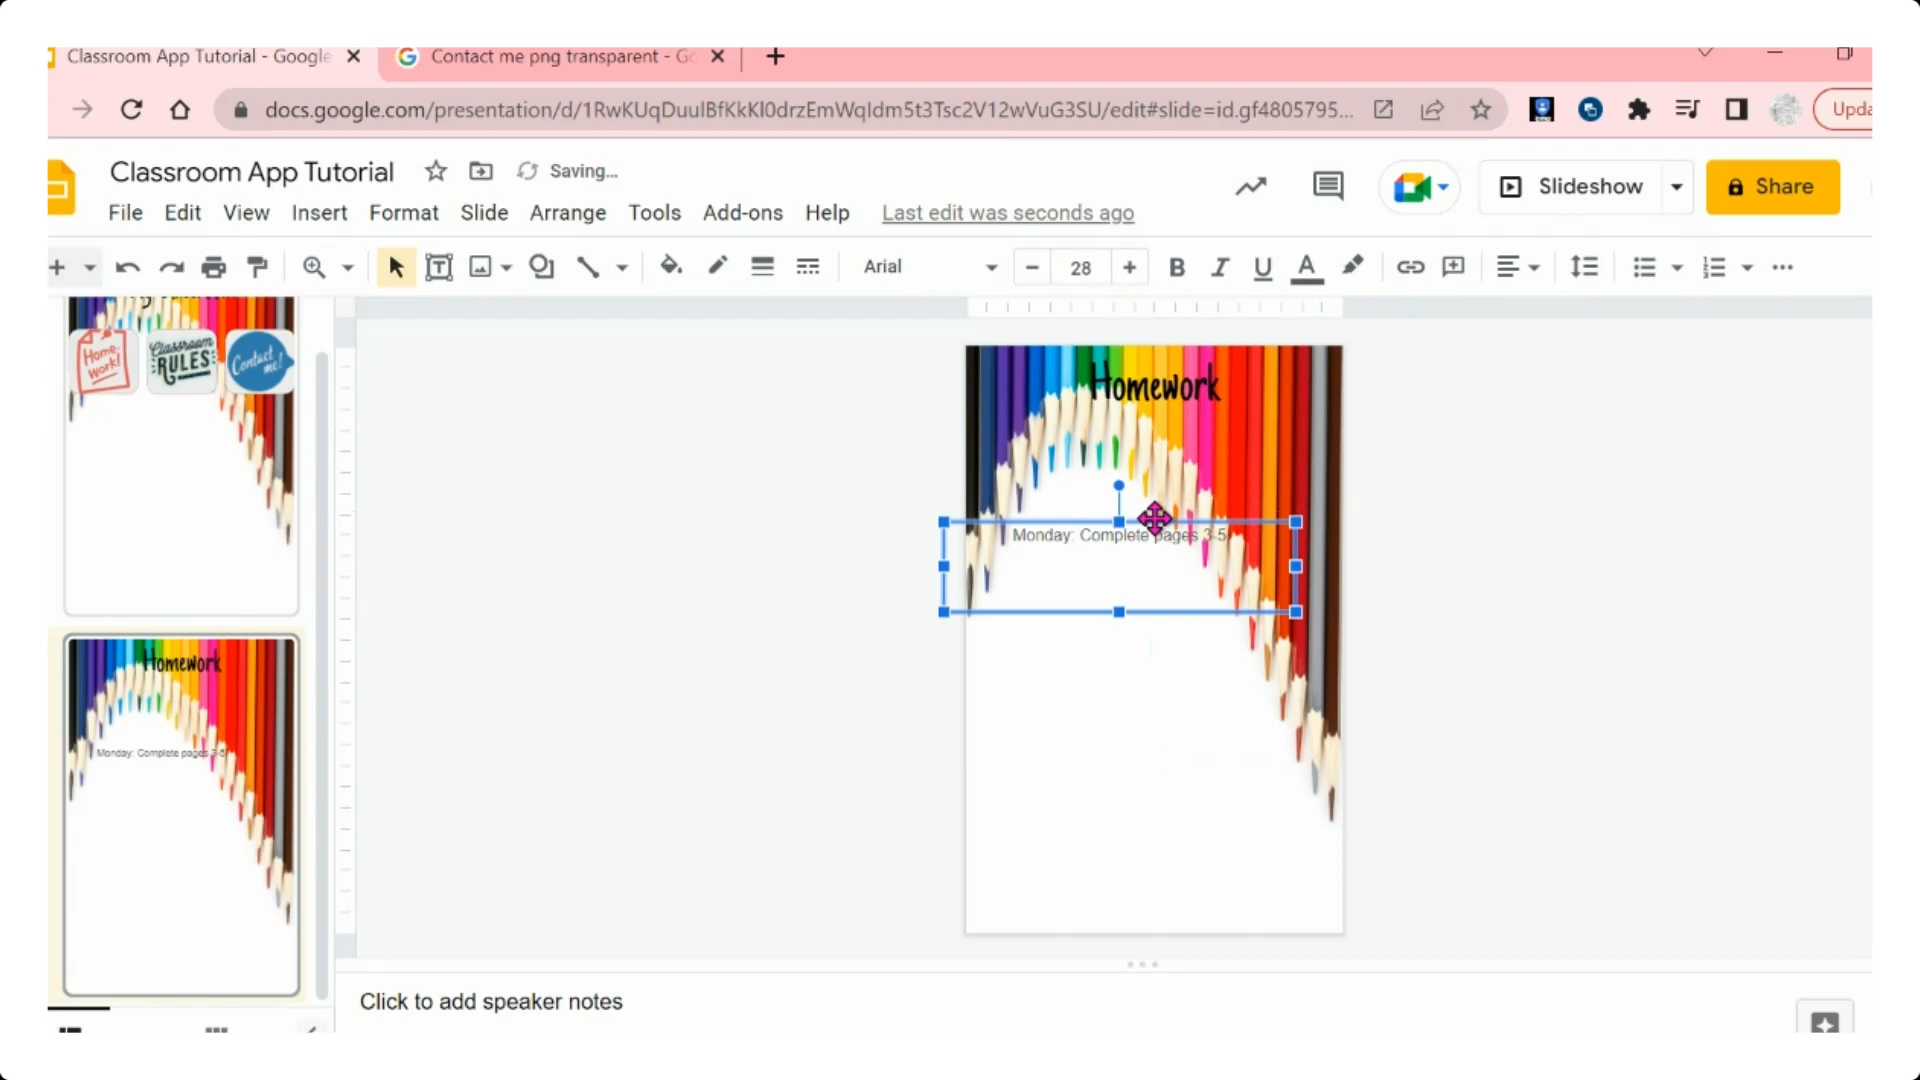 Classroom App Tutorial - Google
Contact me png transparent - Go
docs.google.com/presentation/d/1RwKUqDuulBfKkKl0drzEmWqIdm5t3Tsc2V12wVuG3SU/edit#slide=id.gf4805795...
Upda
Classroom App Tutorial
Saving...
Slideshow
Share
File Edit View Insert Format Slide Arrange Tools Add-ons Help Last edit was seconds ago
Arial
28
Home-
Work!
Classroom
RULES
Contact
me!
Homework
Monday: Complete pages 3-5
Homework
Monday: Complete pages 3-5
Click to add speaker notes